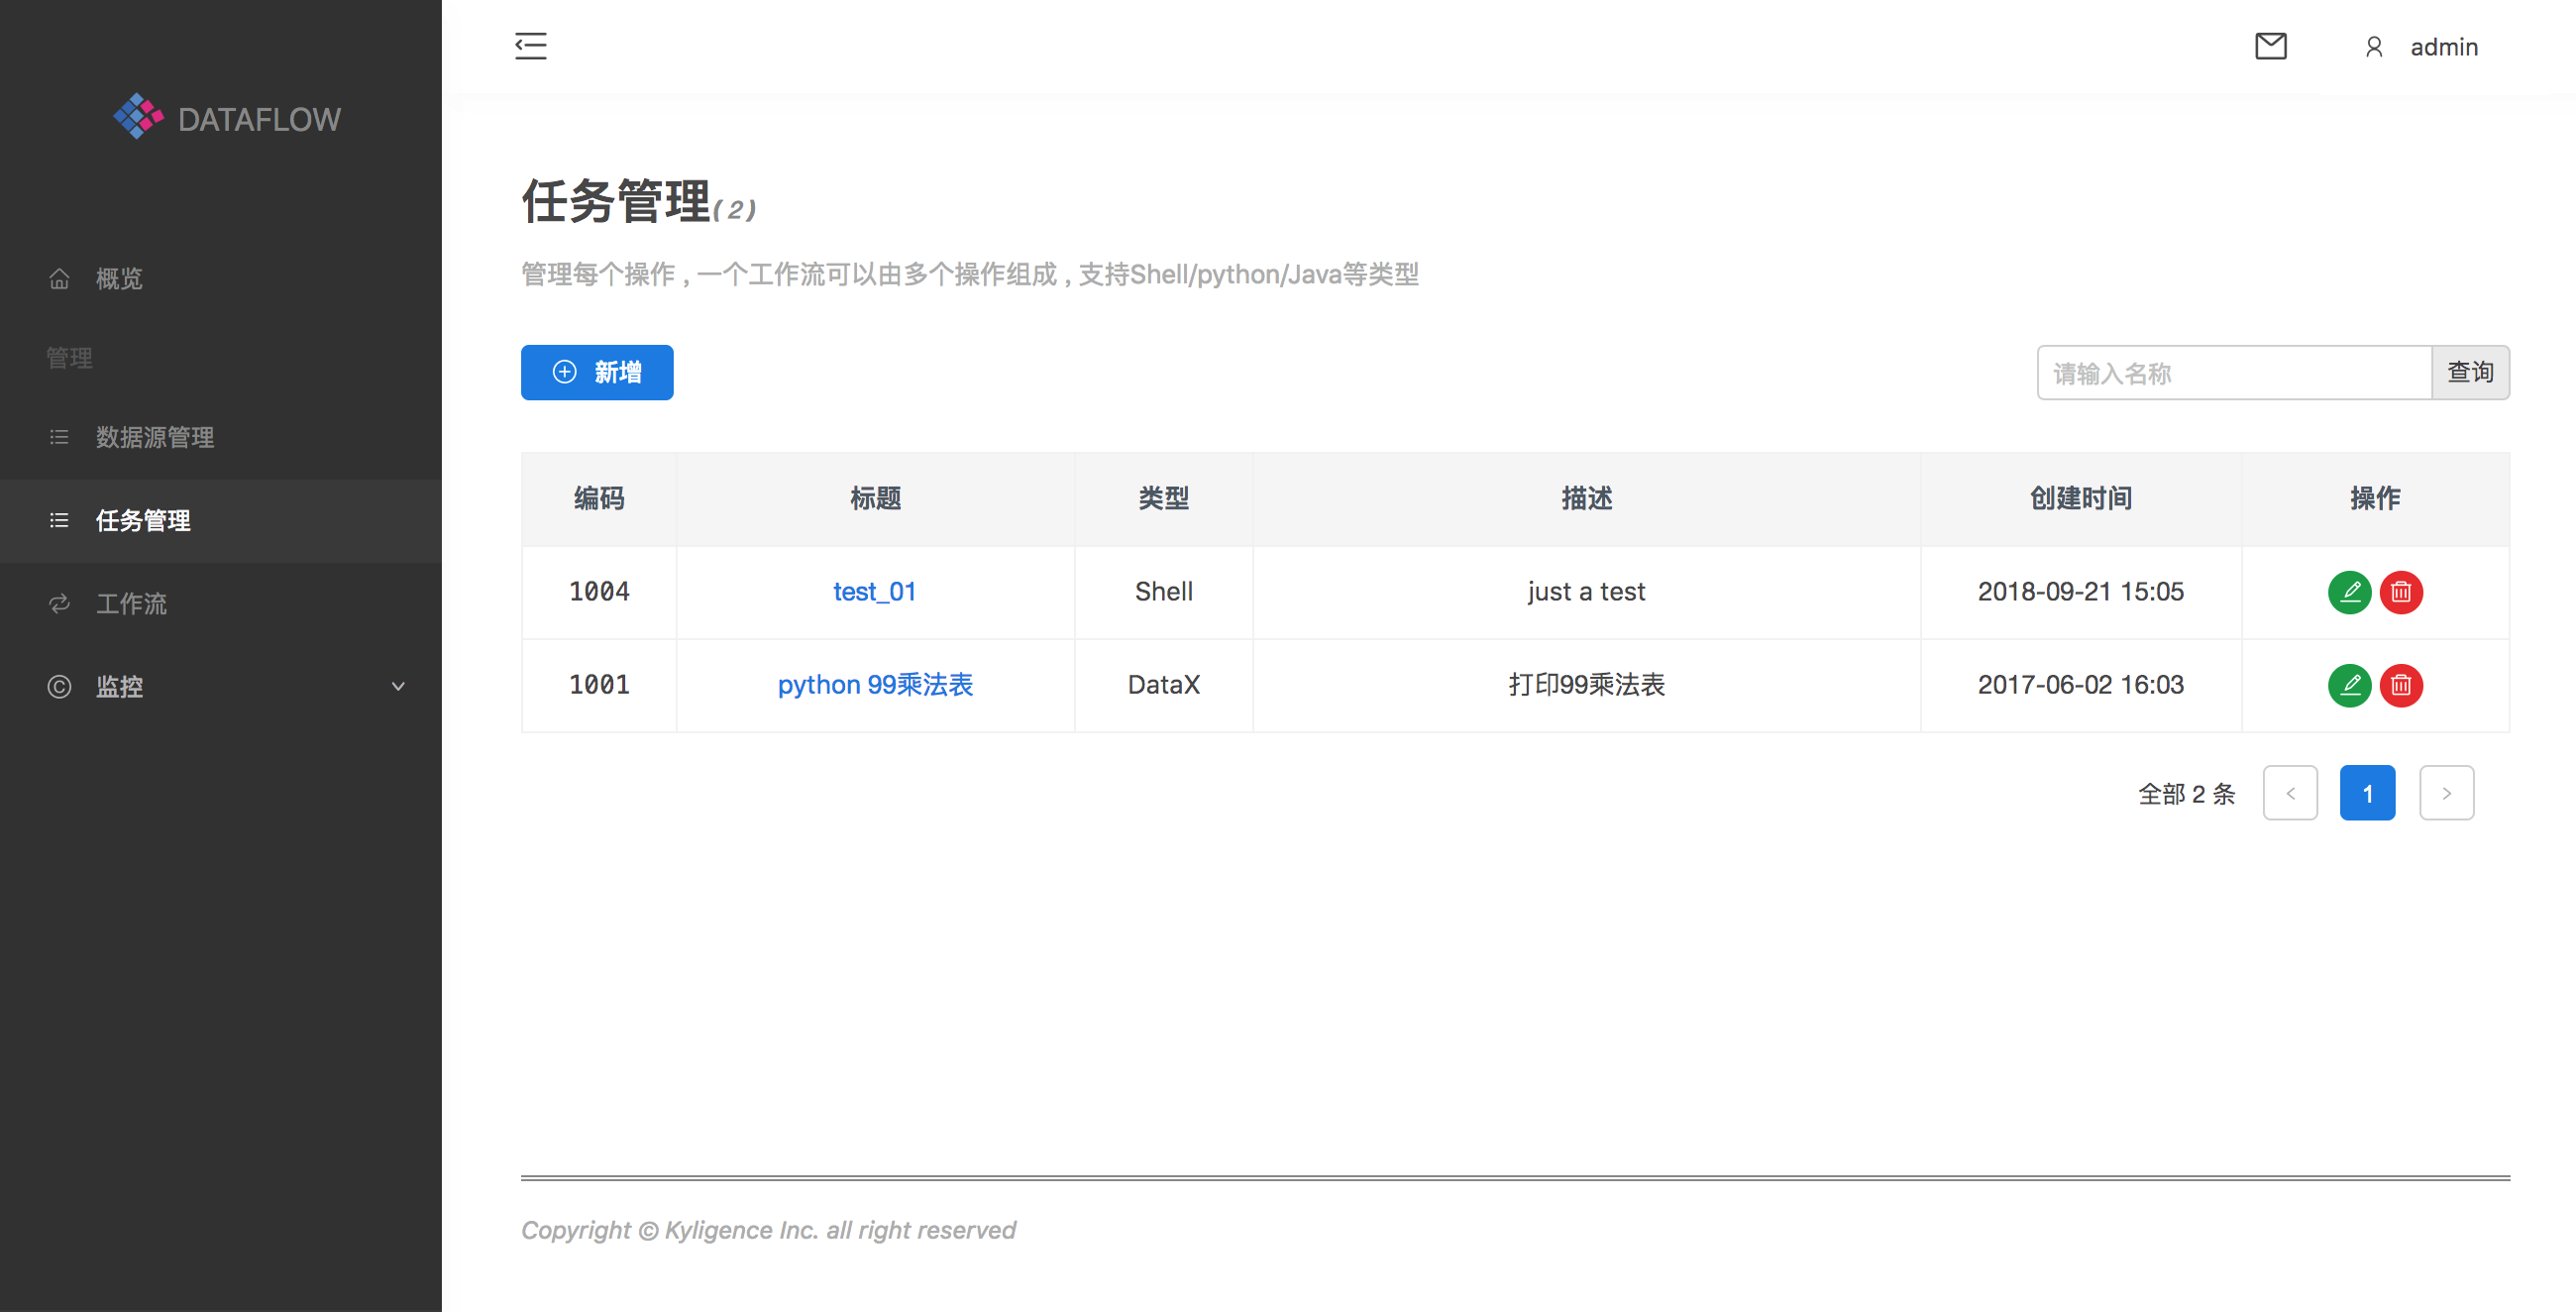 DATAFLOW
概览
管理
数据源管理
任务管理
工作流
监控
admin
任务管理(2)
管理每个操作 , 一个工作流可以由多个操作组成 , 支持Shell/python/Java等类型
新增
请输入名称 查询
编码 标题 类型 描述 创建时间 操作
1004 test_01 Shell just a test 2018-09-21 15:05
1001 python 99乘法表 DataX 打印99乘法表 2017-06-02 16:03
全部 2 条 < 1 >
Copyright © Kyligence Inc. all right reserved